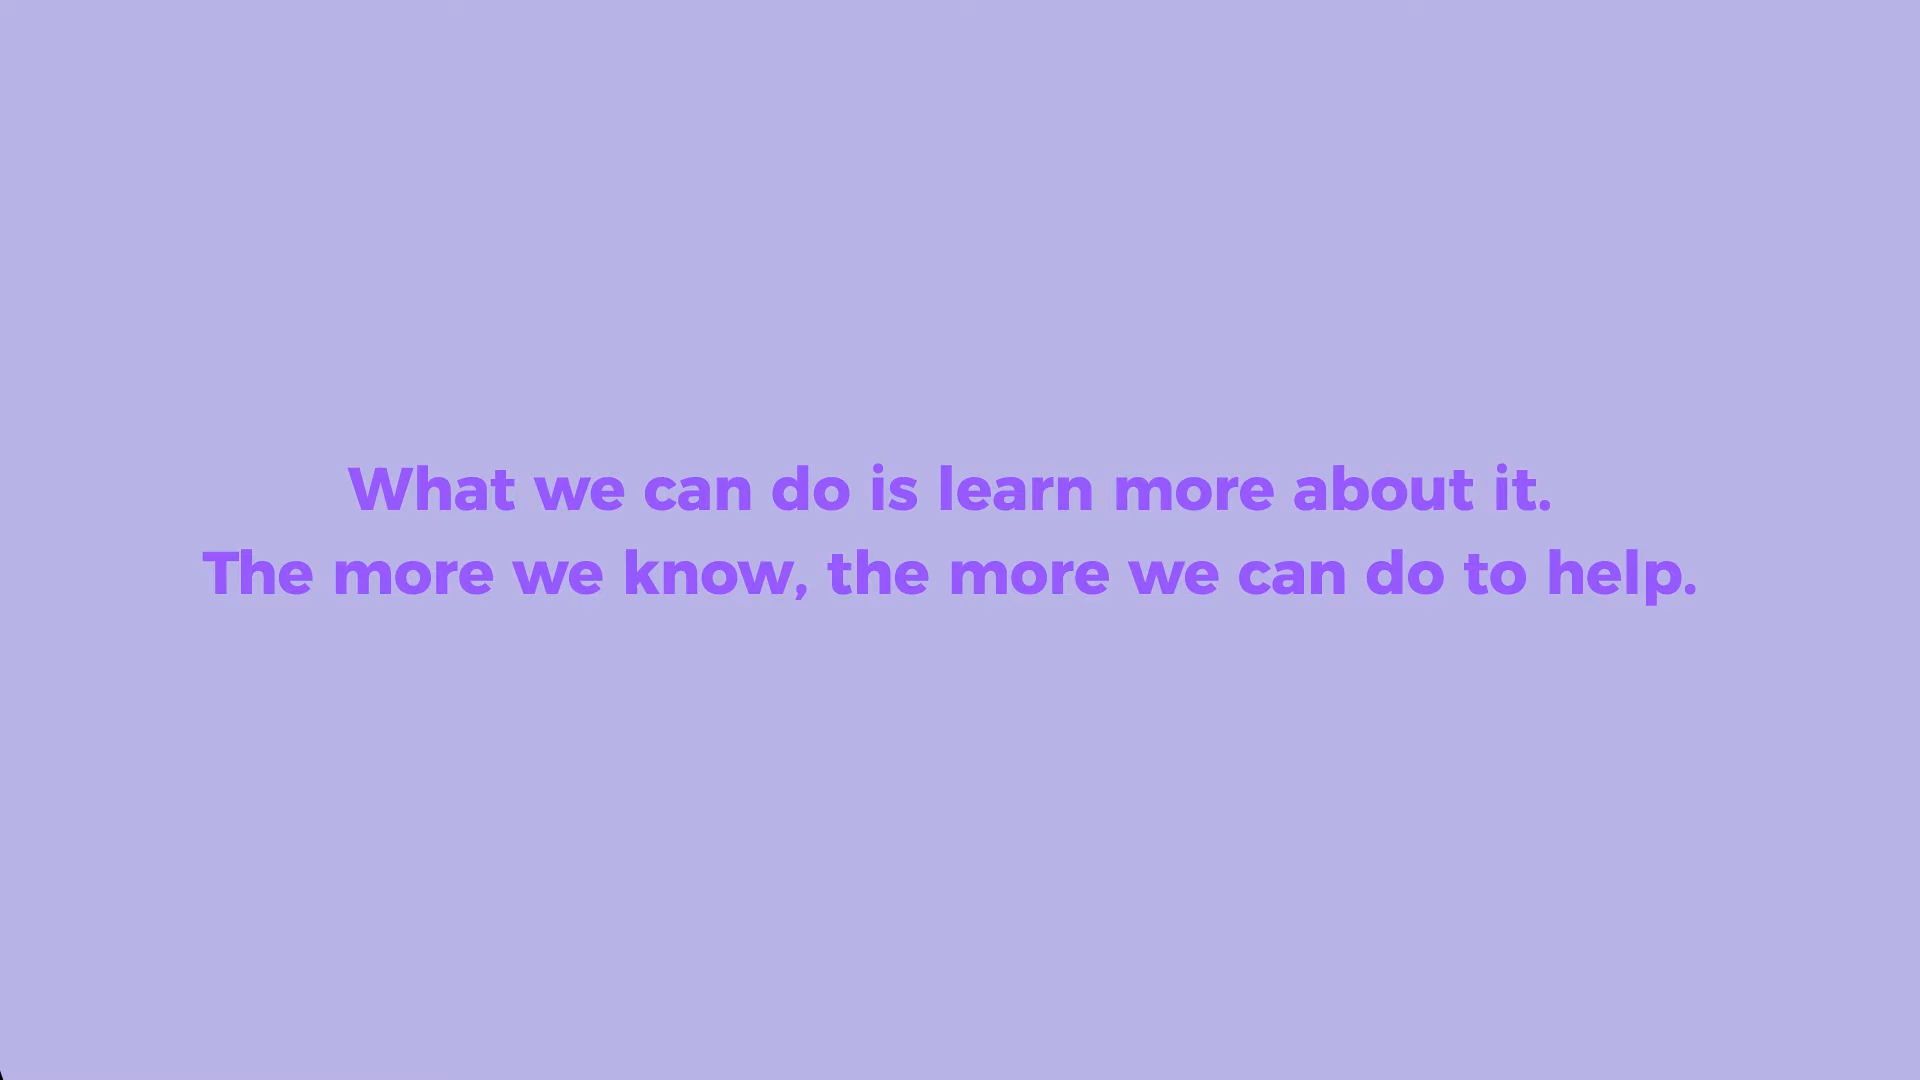 What we can do is learn more about it.
The more we know, the more we can do to help.